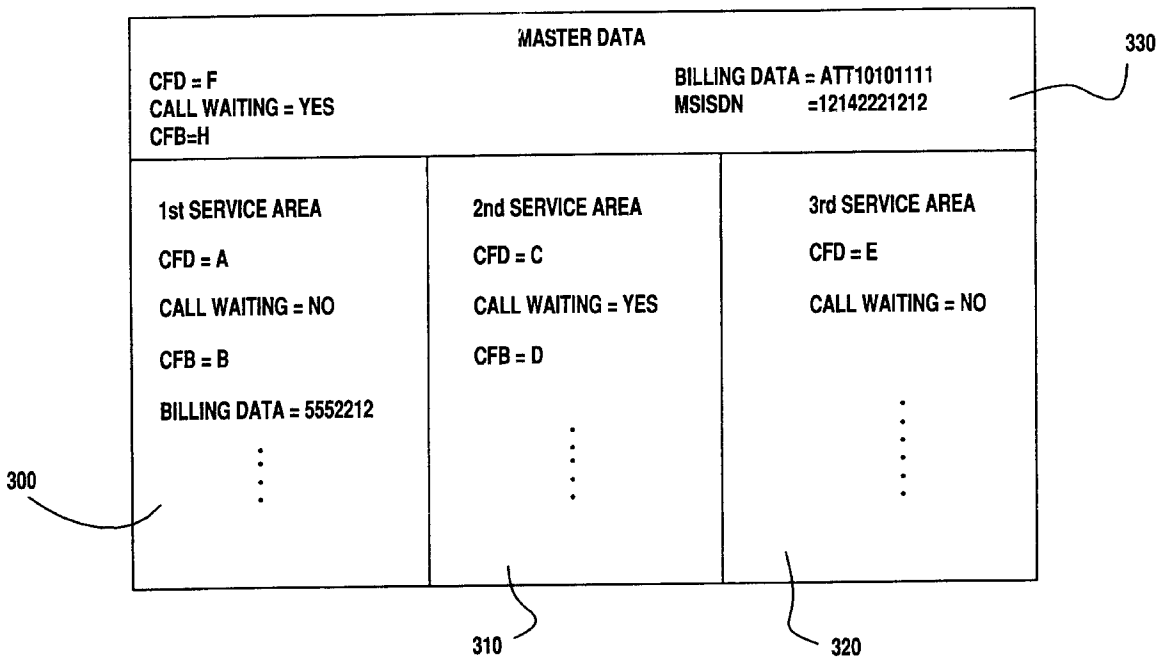 MASTER DATA
330
CFD = F
BILLING DATA = ATT10101111
CALL WAITING = YES
MSISDN =12142221212
CFB=H
1st SERVICE AREA
CFD = A
CALL WAITING = NO
CFB = B
BILLING DATA = 5552212
2nd SERVICE AREA
CFD = C
CALL WAITING = YES
CFB = D
3rd SERVICE AREA
CFD = E
CALL WAITING = NO
300
310
320